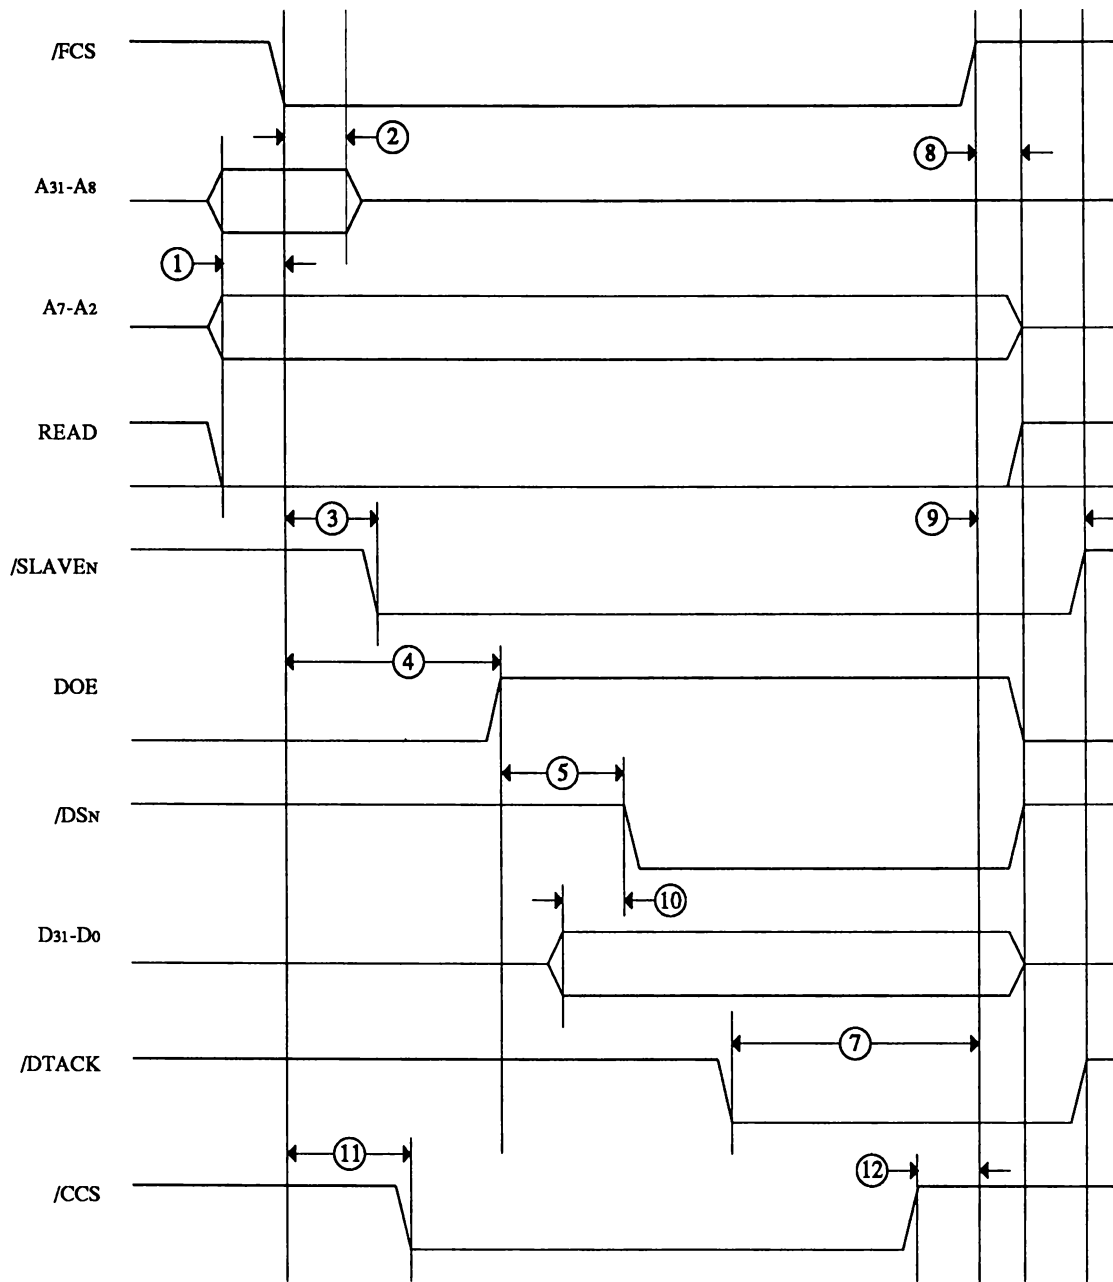 /FCS
2
8
A31-A8
1
A7-A2
READ
3
9
/SLAVEN
4
DOE
5
/DSN
10
D31-D0
7
/DTACK
11
12
/CCS